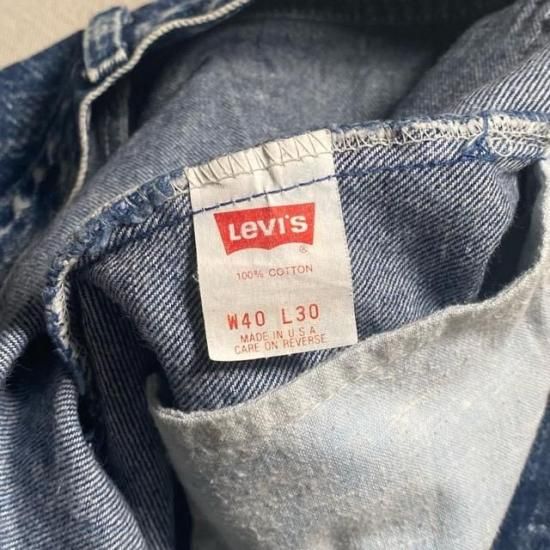 LEVI'S
®
100% COTTON
W40 L30
MADE IN U S A
CARE ON REVERSE